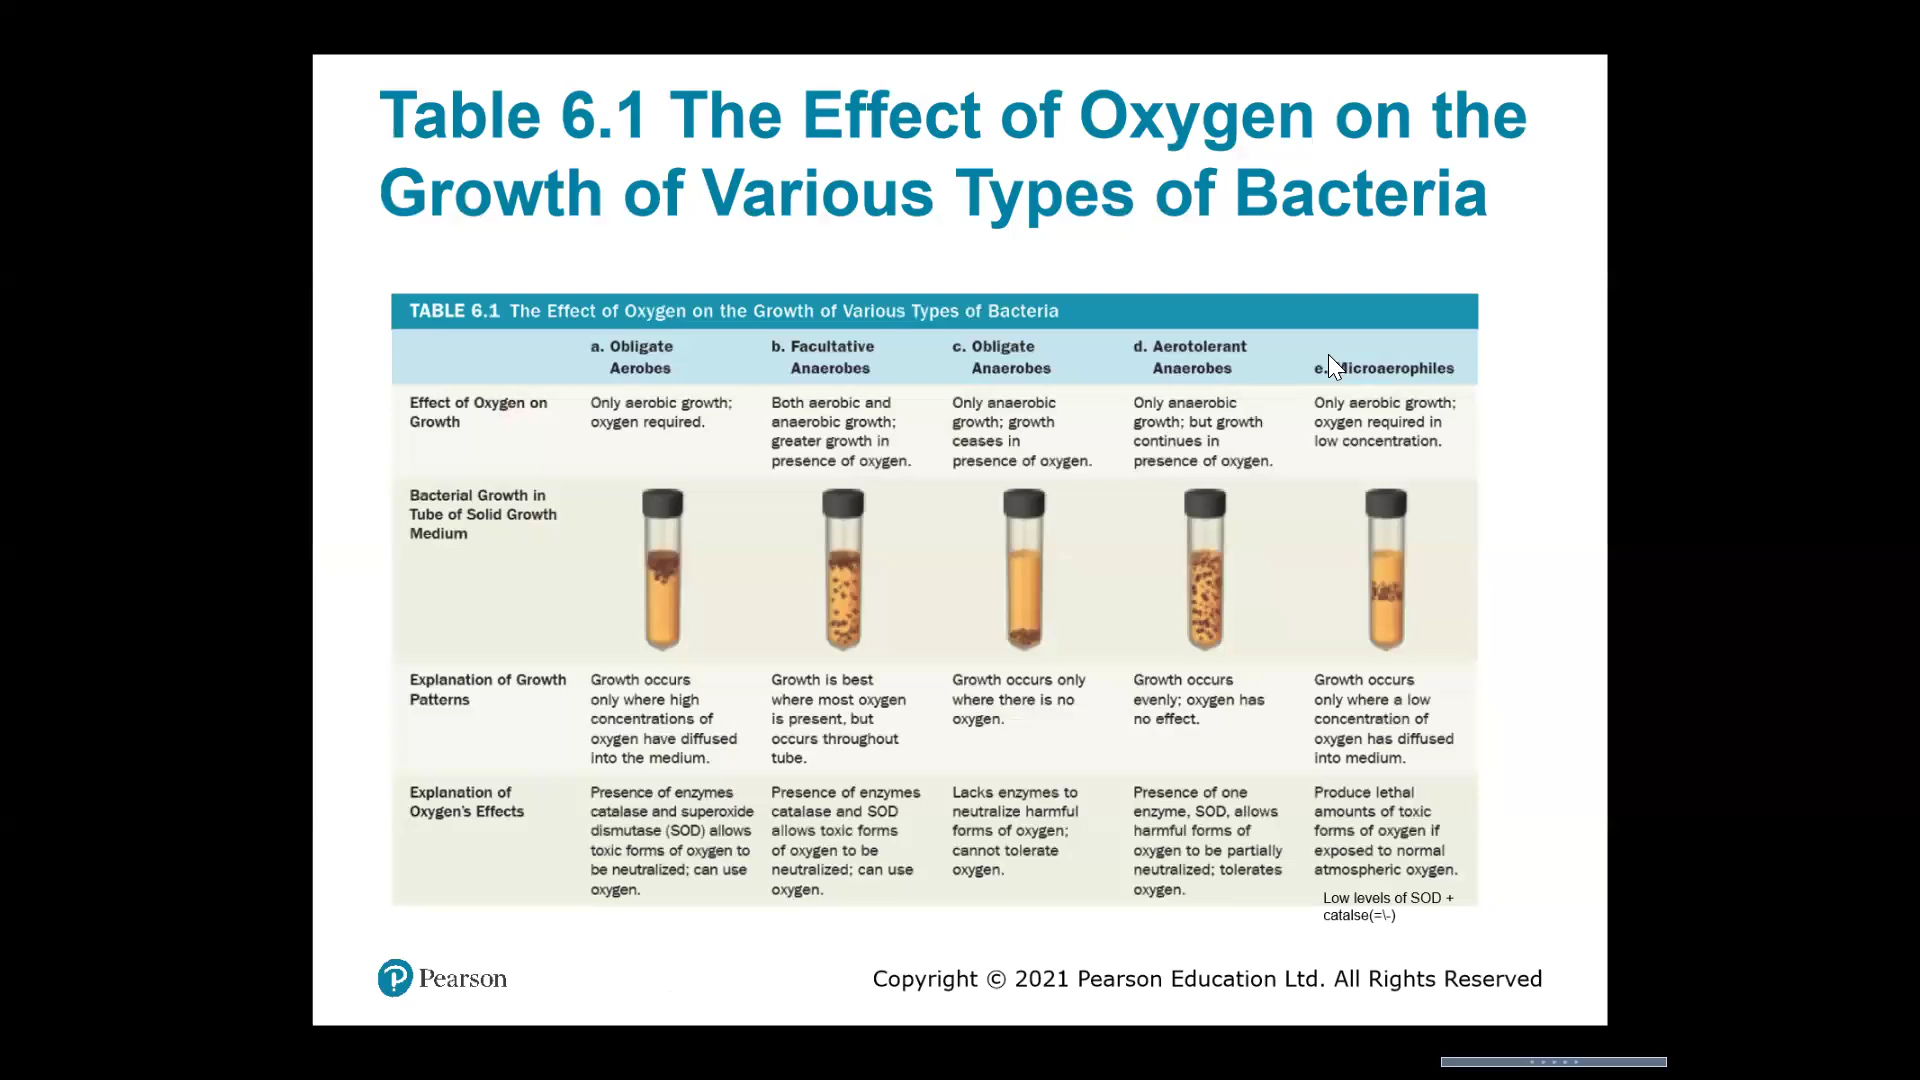 Table 6.1 The Effect of Oxygen on the
Growth of Various Types of Bacteria
TABLE 6.1 The Effect of Oxygen on the Growth of Various Types of Bacteria
a. Obligate
Aerobes
b. Facultative
Anaerobes
c. Obligate
Anaerobes
d. Aerotolerant
Anaerobes
e. Microaerophiles
Effect of Oxygen on
Growth
Only aerobic growth;
oxygen required.
Both aerobic and
anaerobic growth;
greater growth in
presence of oxygen.
Only anaerobic
growth; growth
ceases in
presence of oxygen.
Only anaerobic
growth; but growth
continues in
presence of oxygen.
Only aerobic growth;
oxygen required in
low concentration.
Bacterial Growth in
Tube of Solid Growth
Medium
Explanation of Growth
Patterns
Growth occurs
only where high
concentrations of
oxygen have diffused
into the medium.
Growth is best
where most oxygen
is present, but
occurs throughout
tube.
Growth occurs only
where there is no
oxygen.
Growth occurs
evenly; oxygen has
no effect.
Growth occurs
only where a low
concentration of
oxygen has diffused
into medium.
Explanation of
Oxygen's Effects
Presence of enzymes
catalase and superoxide
dismutase (SOD) allows
toxic forms of oxygen to
be neutralized; can use
oxygen.
Presence of enzymes
catalase and SOD
allows toxic forms
of oxygen to be
neutralized; can use
oxygen.
Lacks enzymes to
neutralize harmful
forms of oxygen;
cannot tolerate
oxygen.
Presence of one
enzyme, SOD, allows
harmful forms of
oxygen to be partially
neutralized; tolerates
oxygen.
Produce lethal
amounts of toxic
forms of oxygen if
exposed to normal
atmospheric oxygen.
Low levels of SOD +
catalse(=\-)
Pearson
Copyright © 2021 Pearson Education Ltd. All Rights Reserved